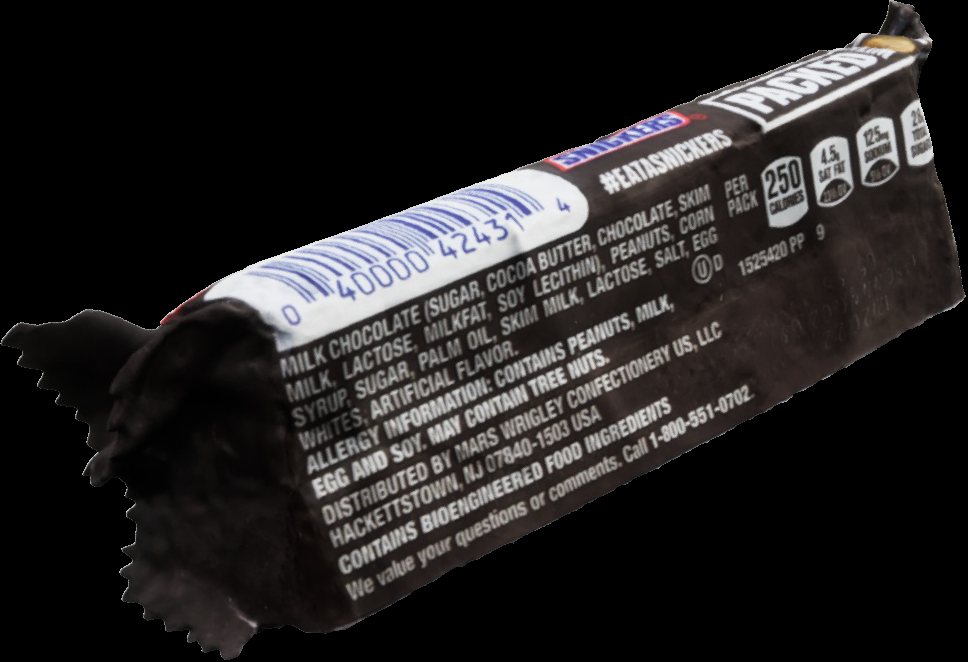 PACKED
SNICKERS®
#EATASNICKERS
0 40000 42431 4
PER PACK
250 CALORIES
4.5g SAT FAT
125mg SODIUM
MILK CHOCOLATE (SUGAR, COCOA BUTTER, CHOCOLATE, SKIM
MILK, LACTOSE, MILKFAT, SOY LECITHIN), PEANUTS, CORN
SYRUP, SUGAR, PALM OIL, SKIM MILK, LACTOSE, SALT, EGG
WHITES, ARTIFICIAL FLAVOR.
ALLERGY INFORMATION: CONTAINS PEANUTS, MILK,
EGG AND SOY. MAY CONTAIN TREE NUTS.
DISTRIBUTED BY MARS WRIGLEY CONFECTIONERY US, LLC
HACKETTSTOWN, NJ 07840-1503 USA
CONTAINS BIOENGINEERED FOOD INGREDIENTS
We value your questions or comments. Call 1-800-551-0702.
U D
1525420 PP 9